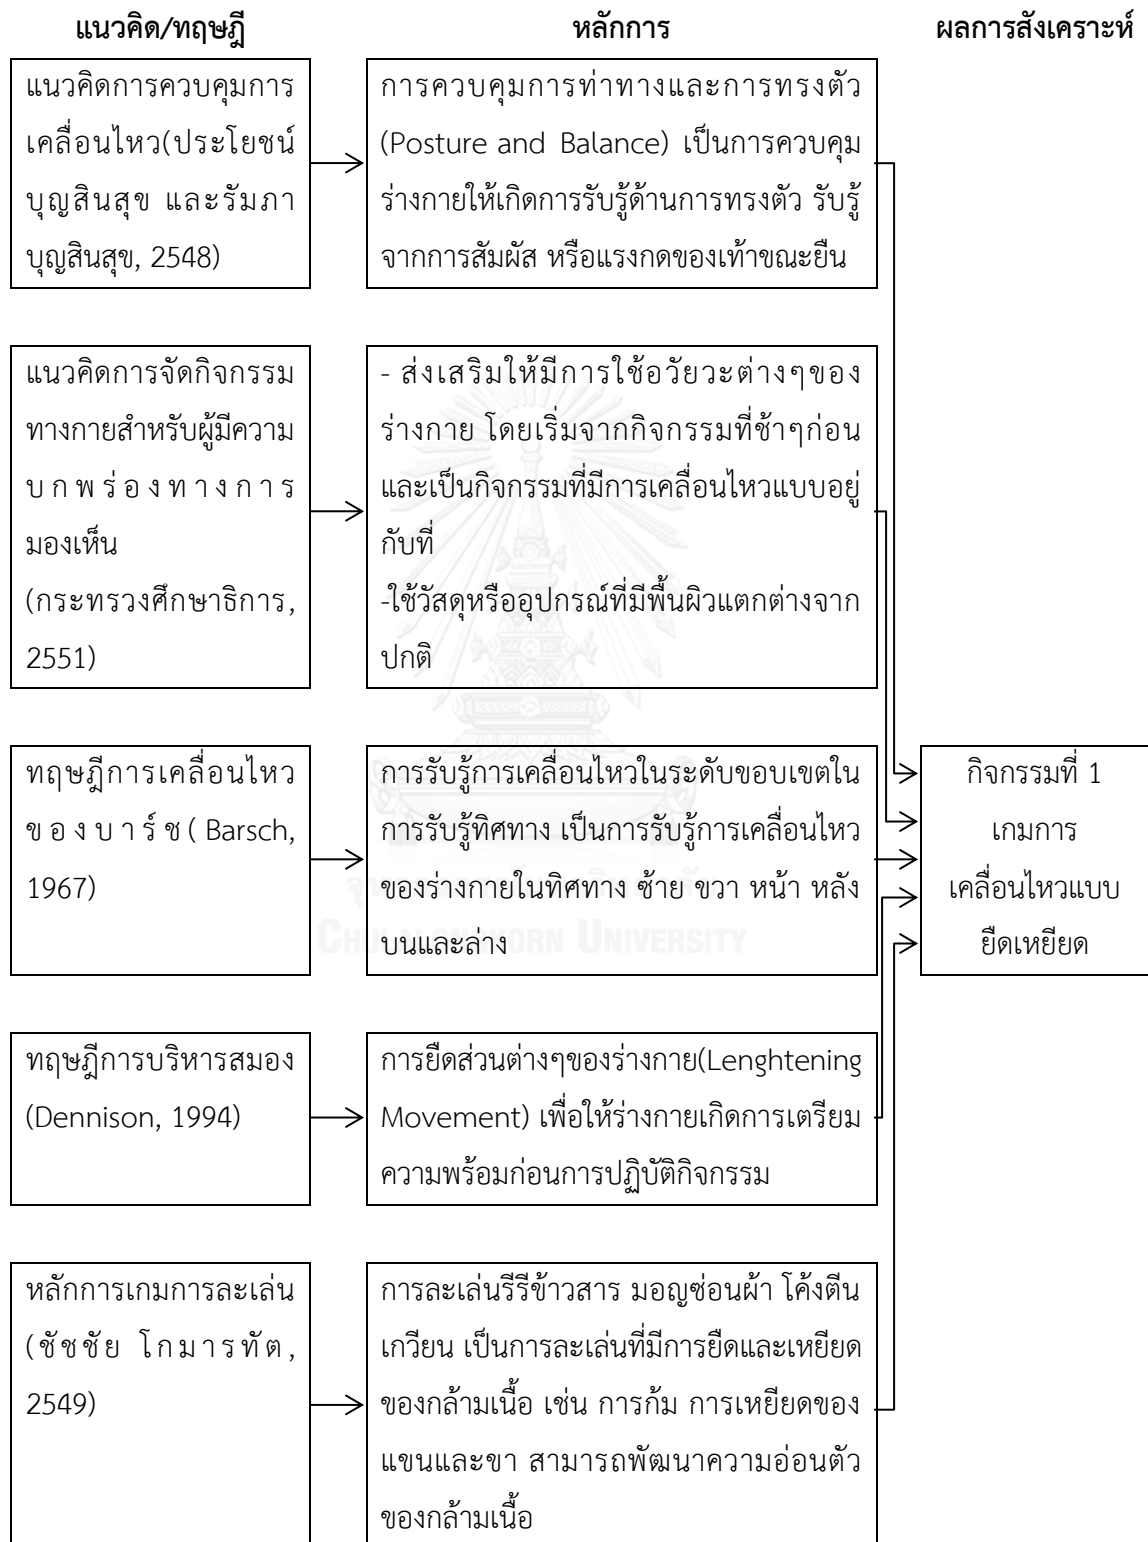 แนวคิด/ทฤษฎี
หลักการ
ผลการสังเคราะห์
แนวคิดการควบคุมการ
เคลื่อนไหว(ประโยชน์
บุญสินสุข และรัมภา
บุญสินสุข, 2548)
การควบคุมการท่าทางและการทรงตัว
(Posture and Balance) เป็นการควบคุม
ร่างกายให้เกิดการรับรู้ด้านการทรงตัว รับรู้
จากการสัมผัส หรือแรงกดของเท้าขณะยืน
แนวคิดการจัดกิจกรรม
ทางกายสำหรับผู้มีความ
บกพร่องทางการ
มองเห็น
(กระทรวงศึกษาธิการ,
2551)
- ส่งเสริมให้มีการใช้อวัยวะต่างๆของ
ร่างกาย โดยเริ่มจากกิจกรรมที่ช้าๆก่อน
และเป็นกิจกรรมที่มีการเคลื่อนไหวแบบอยู่
กับที่
-ใช้วัสดุหรืออุปกรณ์ที่มีพื้นผิวแตกต่างจาก
ปกติ
ทฤษฎีการเคลื่อนไหว
ของบาร์ช( Barsch,
1967)
การรับรู้การเคลื่อนไหวในระดับขอบเขตใน
การรับรู้ทิศทาง เป็นการรับรู้การเคลื่อนไหว
ของร่างกายในทิศทาง ซ้าย ขวา หน้า หลัง
บนและล่าง
กิจกรรมที่ 1
เกมการ
เคลื่อนไหวแบบ
ยืดเหยียด
จุฬาลงกรณ์มหาวิทยาลัย
CHULALONGKORN UNIVERSITY
ทฤษฎีการบริหารสมอง
(Dennison, 1994)
การยืดส่วนต่างๆของร่างกาย(Lenghtening
Movement) เพื่อให้ร่างกายเกิดการเตรียม
ความพร้อมก่อนการปฏิบัติกิจกรรม
หลักการเกมการละเล่น
(ชัชชัย โกมารทัต,
2549)
การละเล่นรีรีข้าวสาร มอญซ่อนผ้า โค้งตีน
เกวียน เป็นการละเล่นที่มีการยืดและเหยียด
ของกล้ามเนื้อ เช่น การก้ม การเหยียดของ
แขนและขา สามารถพัฒนาความอ่อนตัว
ของกล้ามเนื้อ